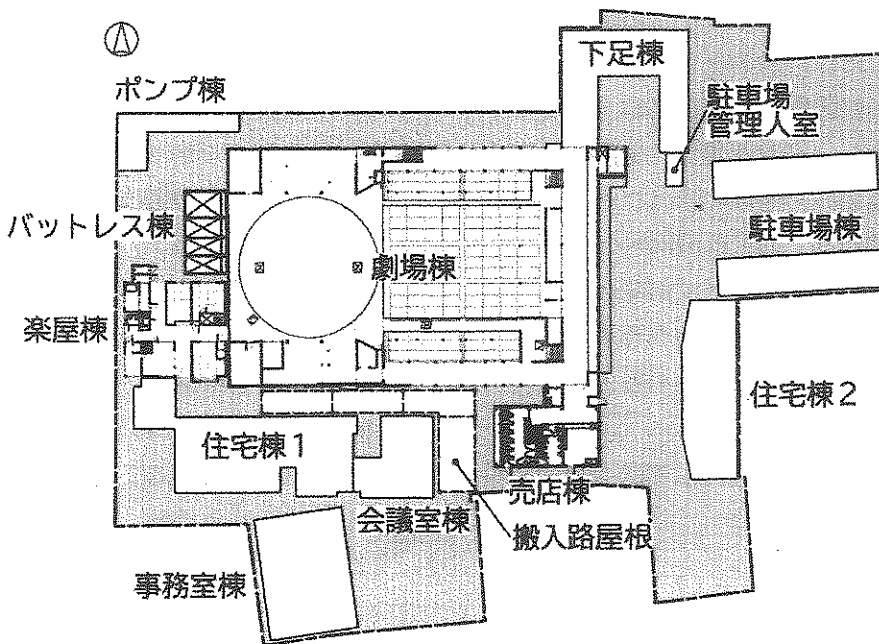 下足棟
ポンプ棟
駐車場
管理人室
バットレス棟
駐車場棟
劇場棟
楽屋棟
住宅棟2
住宅棟1
売店棟
会議室棟
搬入路屋根
事務室棟